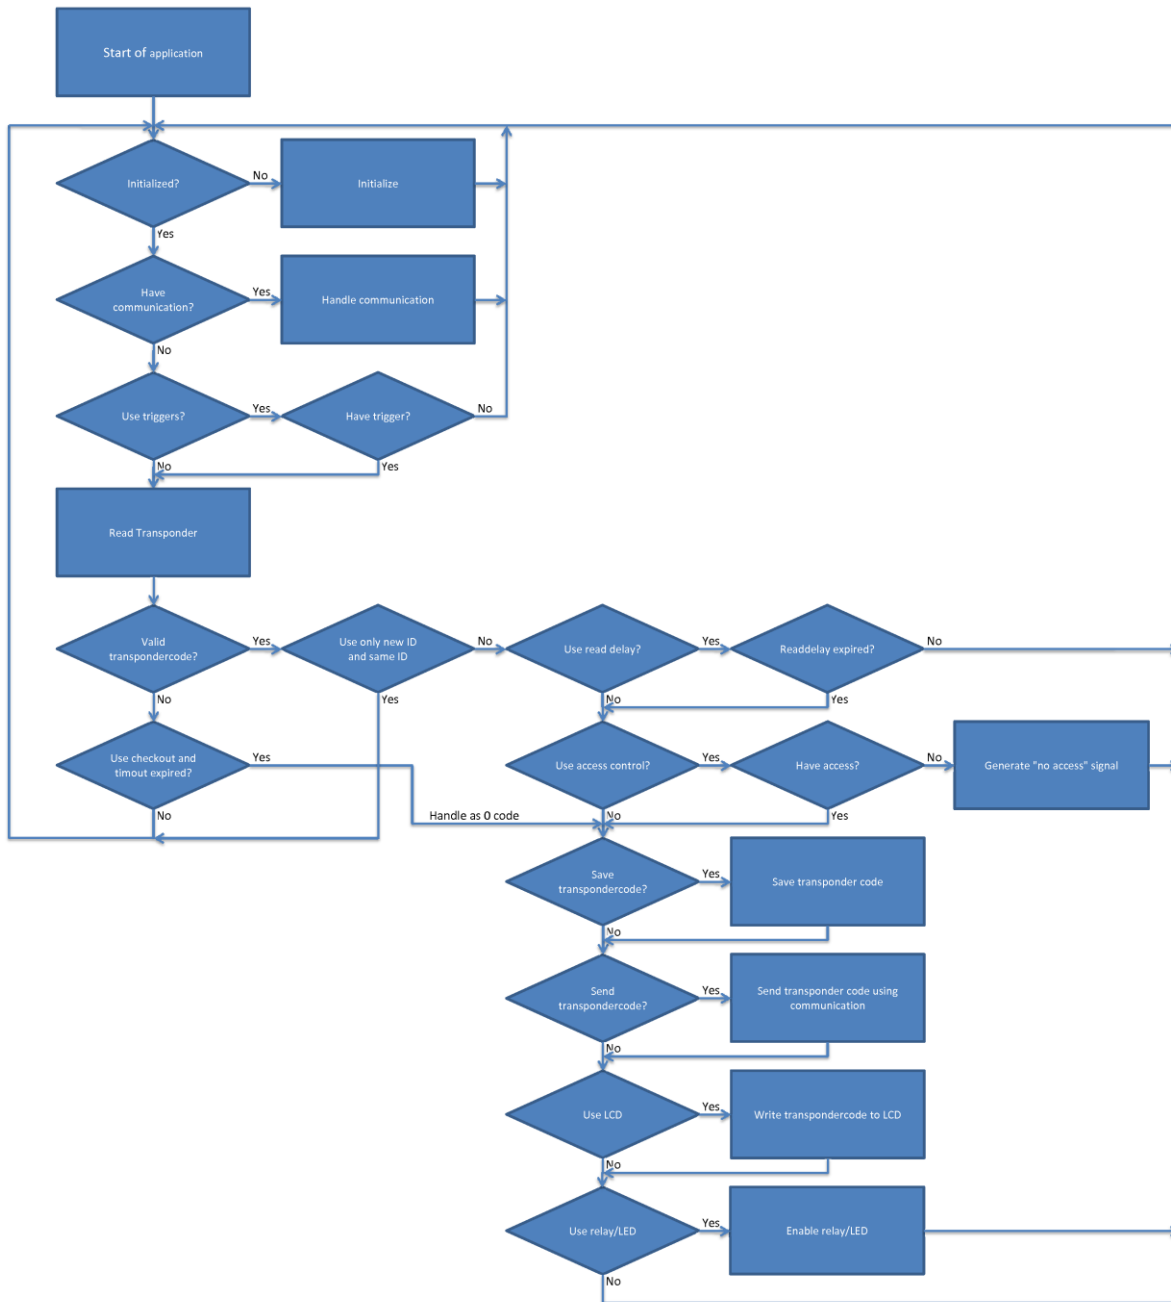 Start of application
Initialized?
No
Initialize
Yes
Have
communication?
Yes
Handle communication
No
Use triggers?
Yes
Have trigger?
No
No
Yes
Read Transponder
Valid
transpondercode?
Yes
Use only new ID
and same ID
No
Use read delay?
Yes
Readdelay expired?
No
No
Yes
No
Yes
Use checkout and
timout expired?
Yes
Use access control?
Yes
Have access?
No
Generate "no access" signal
No
Handle as 0 code
No
Yes
Save
transpondercode?
Yes
Save transponder code
No
Send
transpondercode?
Yes
Send transponder code using
communication
No
Use LCD
Yes
Write transpondercode to LCD
No
Use relay/LED
Yes
Enable relay/LED
No